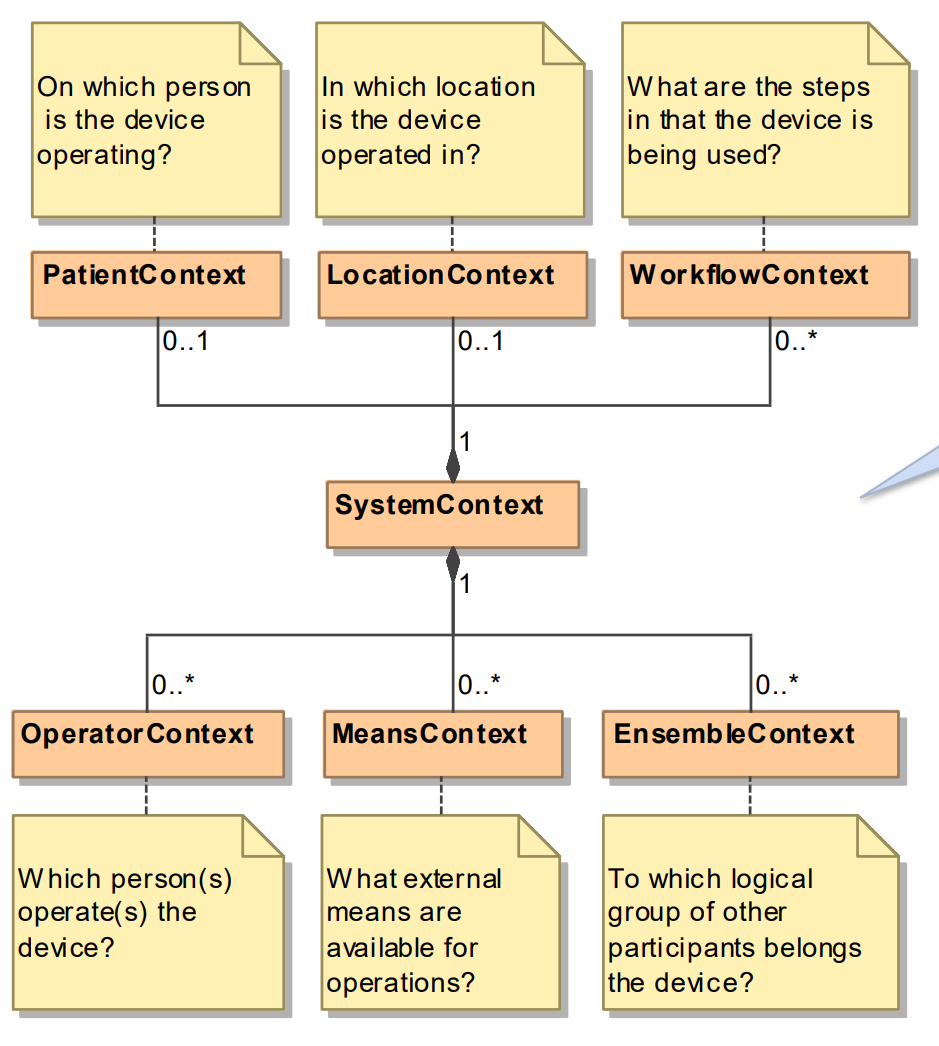 On which person
is the device
operating?
In which location
is the device
operated in?
What are the steps
in that the device is
being used?
PatientContext
LocationContext
WorkflowContext
0..1
0..1
0..*
1
SystemContext
1
0..*
0..*
0..*
OperatorContext
MeansContext
EnsembleContext
Which person(s)
operate(s) the
device?
What external
means are
available for
operations?
To which logical
group of other
participants belongs
the device?